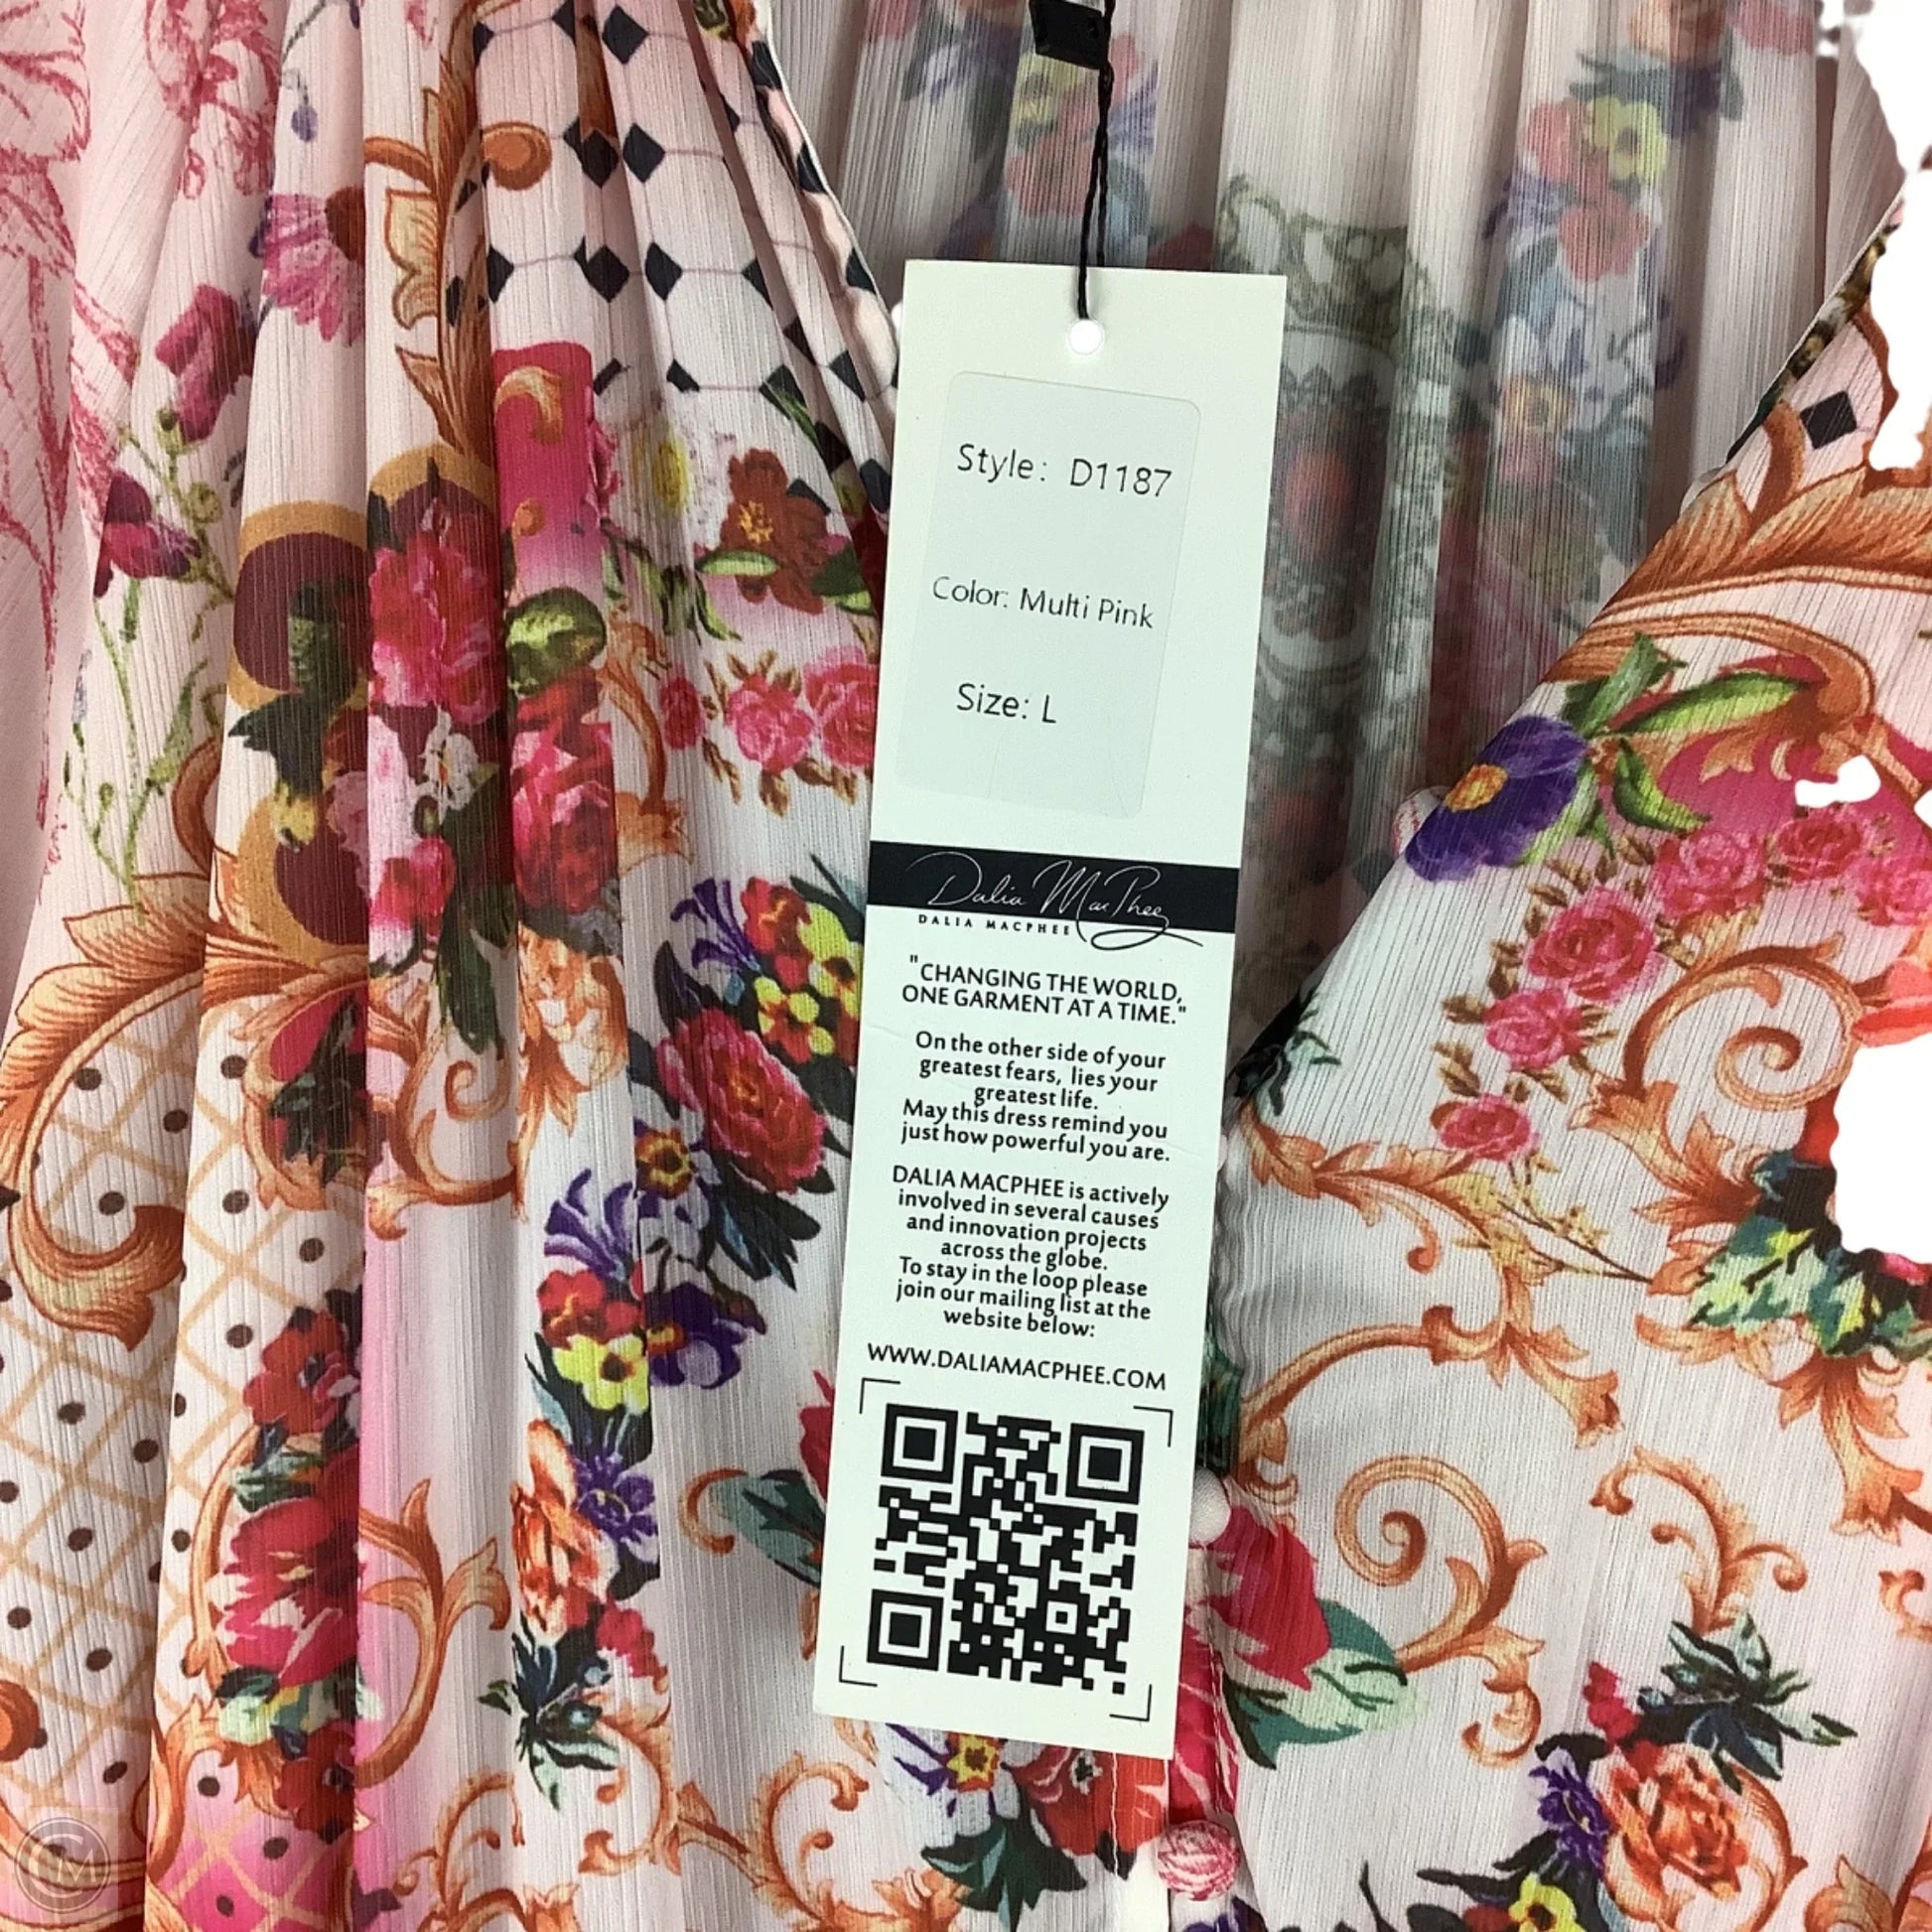 Style: D1187
Color: Multi Pink
Size: L
Dalia MacPhee
DALIA MACPHEE
"CHANGING THE WORLD,
ONE GARMENT AT A TIME."
On the other side of your
greatest fears, lies your
greatest life.
May this dress remind you
just how powerful you are.
DALIA MACPHEE is actively
involved in several causes
and innovation projects
across the globe.
To stay in the loop please
join our mailing list at the
website below:
WWW.DALIAMACPHEE.COM
CM